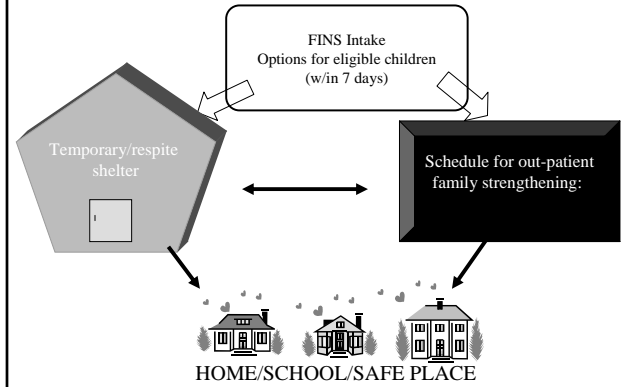 FINS Intake
Options for eligible children
(w/in 7 days)
Temporary/respite
shelter
Schedule for out-patient
family strengthening:
HOME/SCHOOL/SAFE PLACE